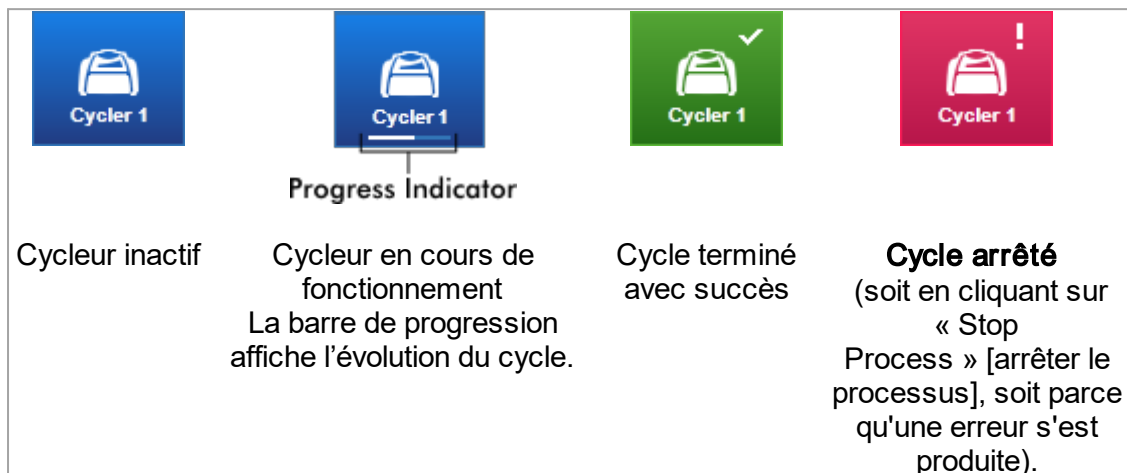 Cycler 1
Cycler 1
Cycler 1
!
Cycler 1
Progress Indicator
Cycleur inactif
Cycleur en cours de
fonctionnement
La barre de progression
affiche l’évolution du cycle.
Cycle terminé
avec succès
Cycle arrêté
(soit en cliquant sur
« Stop
Process » [arrêter le
processus], soit parce
qu'une erreur s'est
produite).